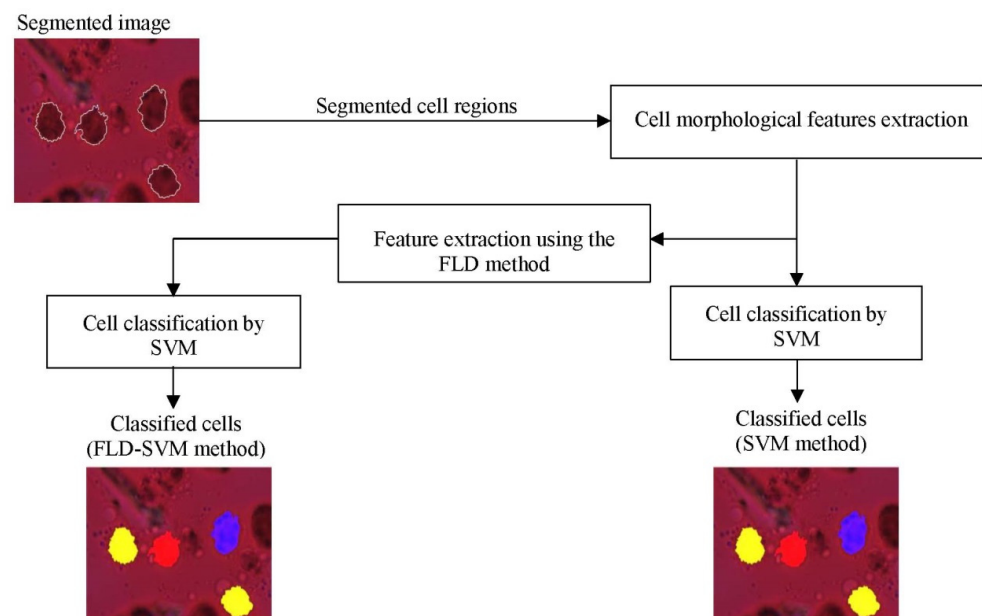 Segmented image
Segmented cell regions
Cell morphological features extraction
Feature extraction using the
FLD method
Cell classification by
SVM
Cell classification by
SVM
Classified cells
(FLD-SVM method)
Classified cells
(SVM method)